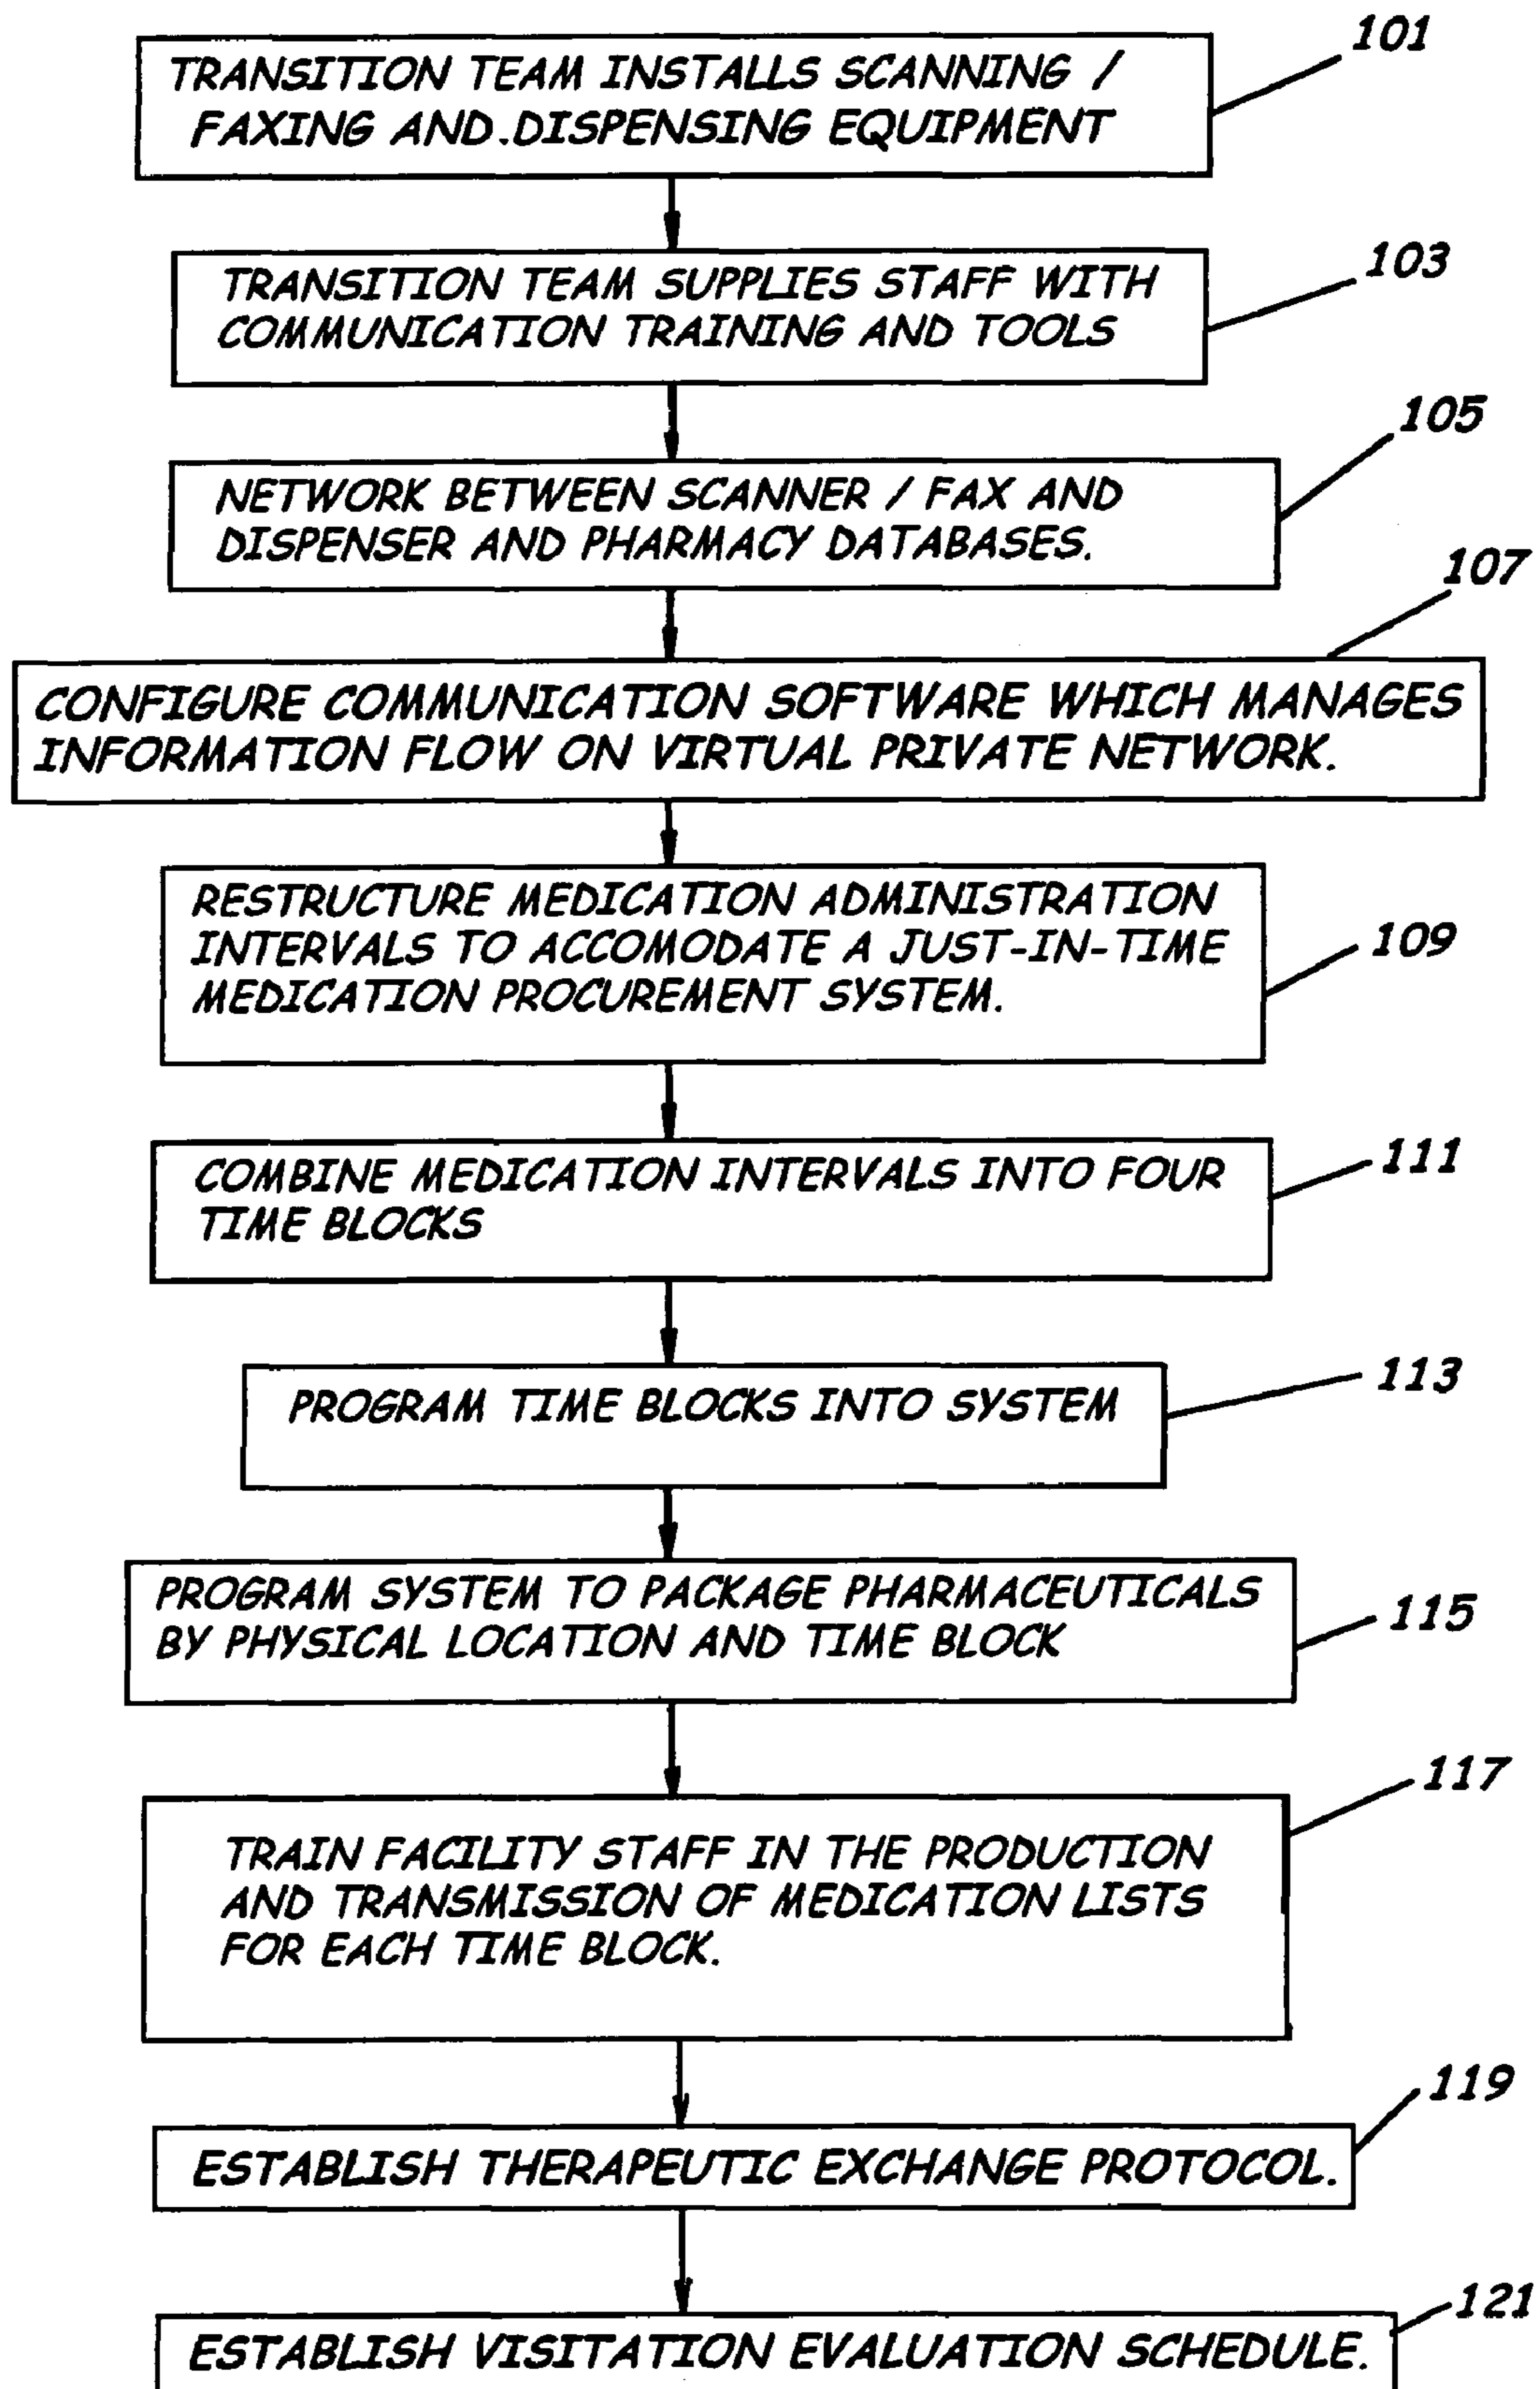 101
TRANSITION TEAM INSTALLS SCANNING /
FAXING AND.DISPENSING EQUIPMENT
103
TRANSITION TEAM SUPPLIES STAFF WITH
COMMUNICATION TRAINING AND TOOLS
105
NETWORK BETWEEN SCANNER / FAX AND
DISPENSER AND PHARMACY DATABASES.
107
CONFIGURE COMMUNICATION SOFTWARE WHICH MANAGES
INFORMATION FLOW ON VIRTUAL PRIVATE NETWORK.
RESTRUCTURE MEDICATION ADMINISTRATION
INTERVALS TO ACCOMODATE A JUST-IN-TIME
MEDICATION PROCUREMENT SYSTEM.
109
COMBINE MEDICATION INTERVALS INTO FOUR
TIME BLOCKS
111
PROGRAM TIME BLOCKS INTO SYSTEM
113
PROGRAM SYSTEM TO PACKAGE PHARMACEUTICALS
BY PHYSICAL LOCATION AND TIME BLOCK
115
117
TRAIN FACILITY STAFF IN THE PRODUCTION
AND TRANSMISSION OF MEDICATION LISTS
FOR EACH TIME BLOCK.
119
ESTABLISH THERAPEUTIC EXCHANGE PROTOCOL.
121
ESTABLISH VISITATION EVALUATION SCHEDULE.